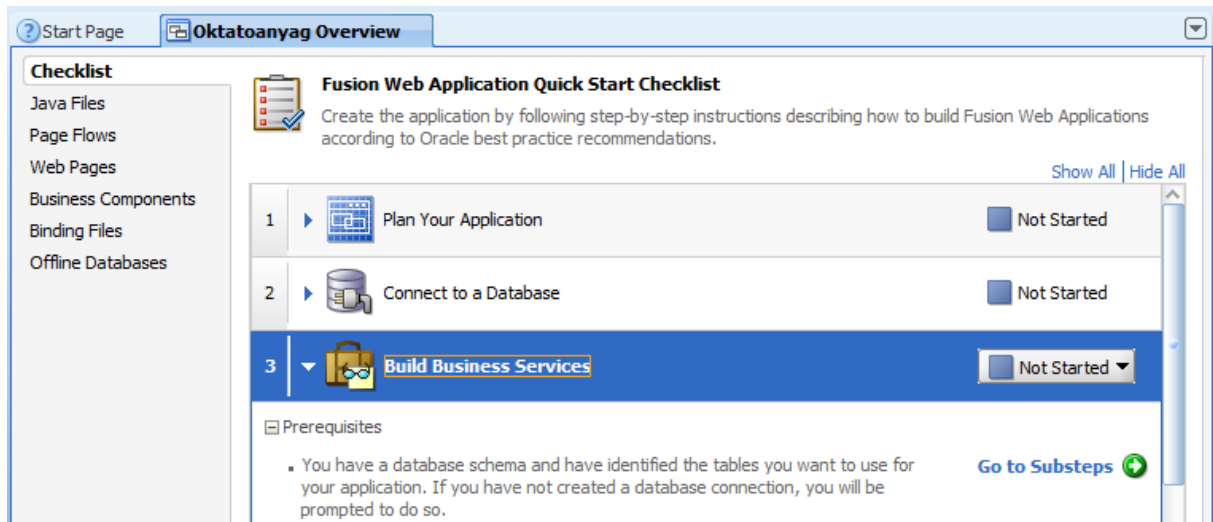 Start Page
Oktatoanyag Overview
Checklist
Java Files
Page Flows
Web Pages
Business Components
Binding Files
Offline Databases
Fusion Web Application Quick Start Checklist
Create the application by following step-by-step instructions describing how to build Fusion Web Applications
according to Oracle best practice recommendations.
Show All | Hide All
1 Plan Your Application Not Started
2 Connect to a Database Not Started
3 Build Business Services Not Started
Prerequisites
You have a database schema and have identified the tables you want to use for
your application. If you have not created a database connection, you will be
prompted to do so.
Go to Substeps